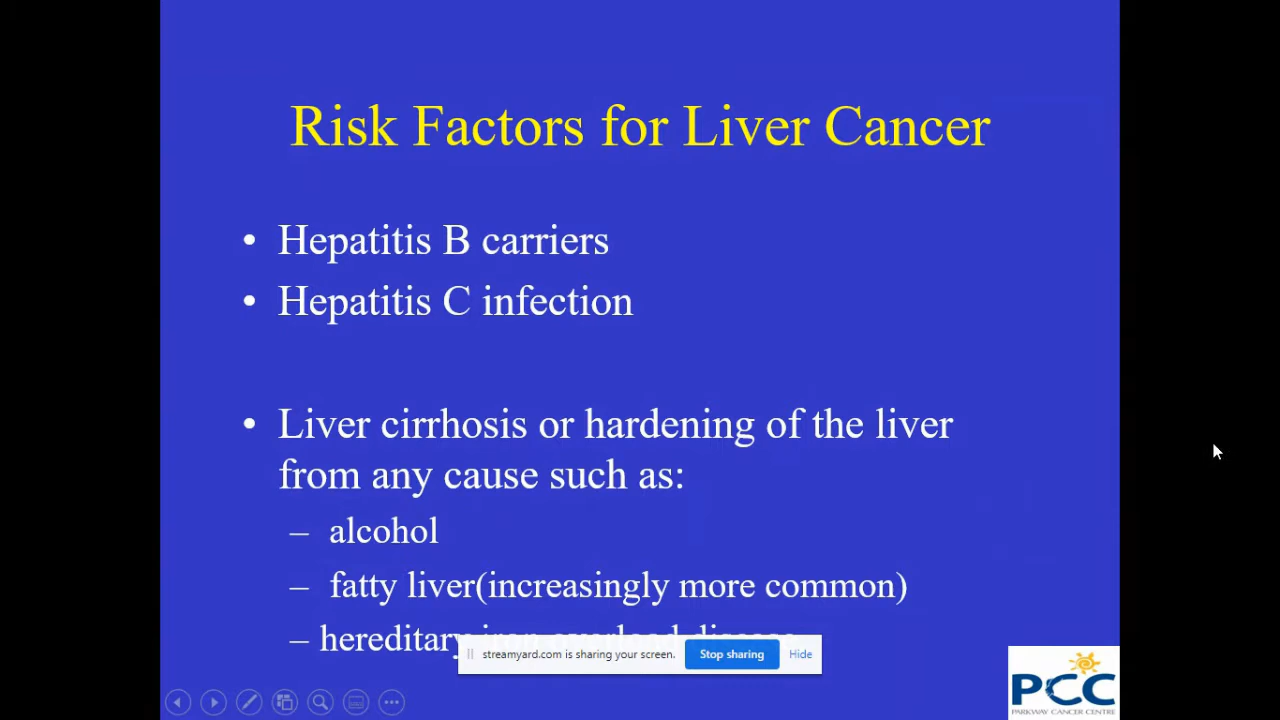 Risk Factors for Liver Cancer
• Hepatitis B carriers
• Hepatitis C infection
• Liver cirrhosis or hardening of the liver
from any cause such as:
– alcohol
– fatty liver(increasingly more common)
– hereditary iron overload disease
streamyard.com is sharing your screen. Stop sharing Hide
PCC
PARKWAY CANCER CENTRE